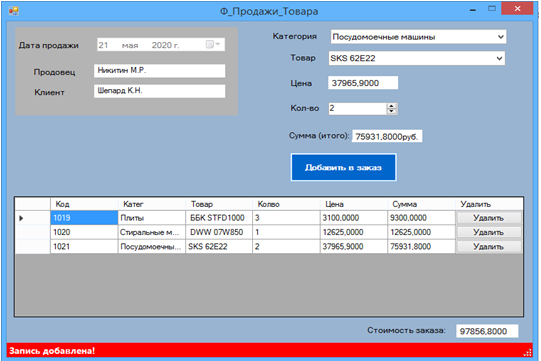 Ф_Продажи_Товара
Дата продажи 21 мая 2020 г.
Продовец Никитин М.Р.
Клиент Шепард К.Н.
Категория Посудомоечные машины
Товар SKS 62E22
Цена 37965,9000
Кол-во 2
Сумма (итого): 75931,8000руб.
Добавить в заказ
Код Катег Товар Колво Цена Сумма Удалить
1019 Плиты ББК STFD1000 3 3100,0000 9300,0000 Удалить
1020 Стиральные м... DWW 07W850 1 12625,0000 12625,0000 Удалить
1021 Посудомоечны... SKS 62E22 2 37965,9000 75931,8000 Удалить
Стоимость заказа: 97856,8000
Запись добавлена!